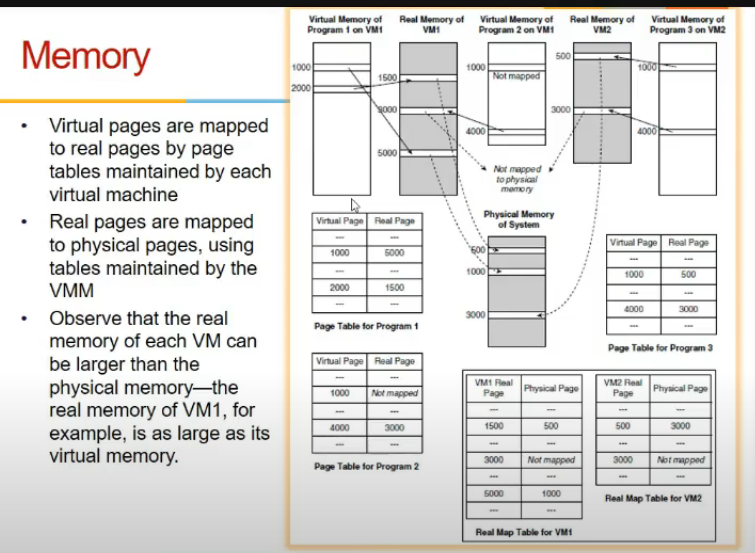 Memory
• Virtual pages are mapped
to real pages by page
tables maintained by each
virtual machine
• Real pages are mapped
to physical pages, using
tables maintained by the
VMM
• Observe that the real
memory of each VM can
be larger than the
physical memory—the
real memory of VM1, for
example, is as large as its
virtual memory.
Virtual Memory of
Program 1 on VM1
Real Memory of
VM1
Virtual Memory of
Program 2 on VM1
Real Memory of
VM2
Virtual Memory of
Program 3 on VM2
1000
2000
1500
3000
5000
1000
Not mapped
4000
500
3000
1000
4000
Not mapped
to physical
memory
Physical Memory
of System
500
1000
3000
Virtual Page Real Page
--- ---
1000 5000
--- ---
2000 1500
--- ---
Page Table for Program 1
Virtual Page Real Page
--- ---
1000 Not mapped
--- ---
4000 3000
--- ---
Page Table for Program 2
Virtual Page Real Page
--- ---
1000 500
--- ---
4000 3000
--- ---
Page Table for Program 3
VM1 Real
Page
Physical Page
--- ---
1500 500
--- ---
3000 Not mapped
--- ---
5000 1000
--- ---
Real Map Table for VM1
VM2 Real
Page
Physical Page
--- ---
500 3000
--- ---
3000 Not mapped
--- ---
Real Map Table for VM2